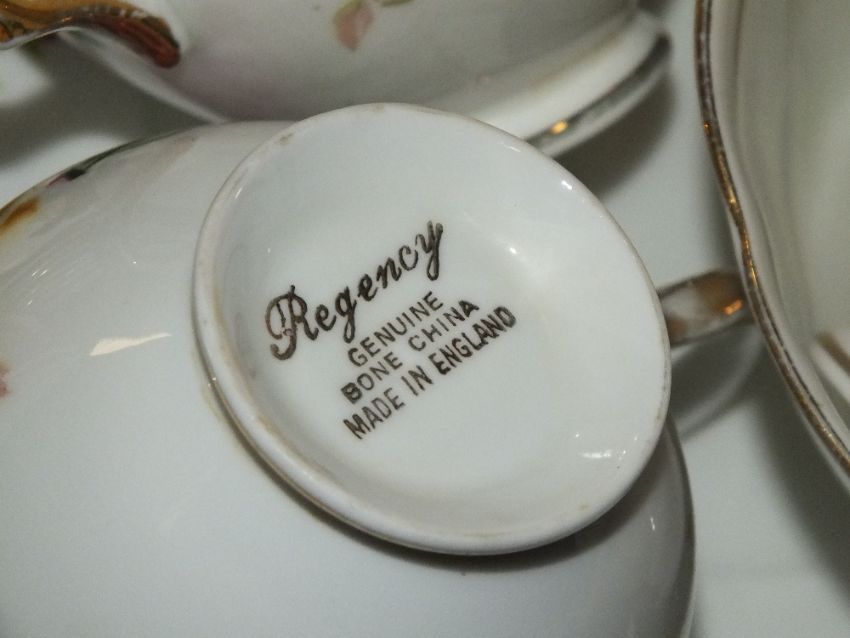 Regency
GENUINE
BONE CHINA
MADE IN ENGLAND